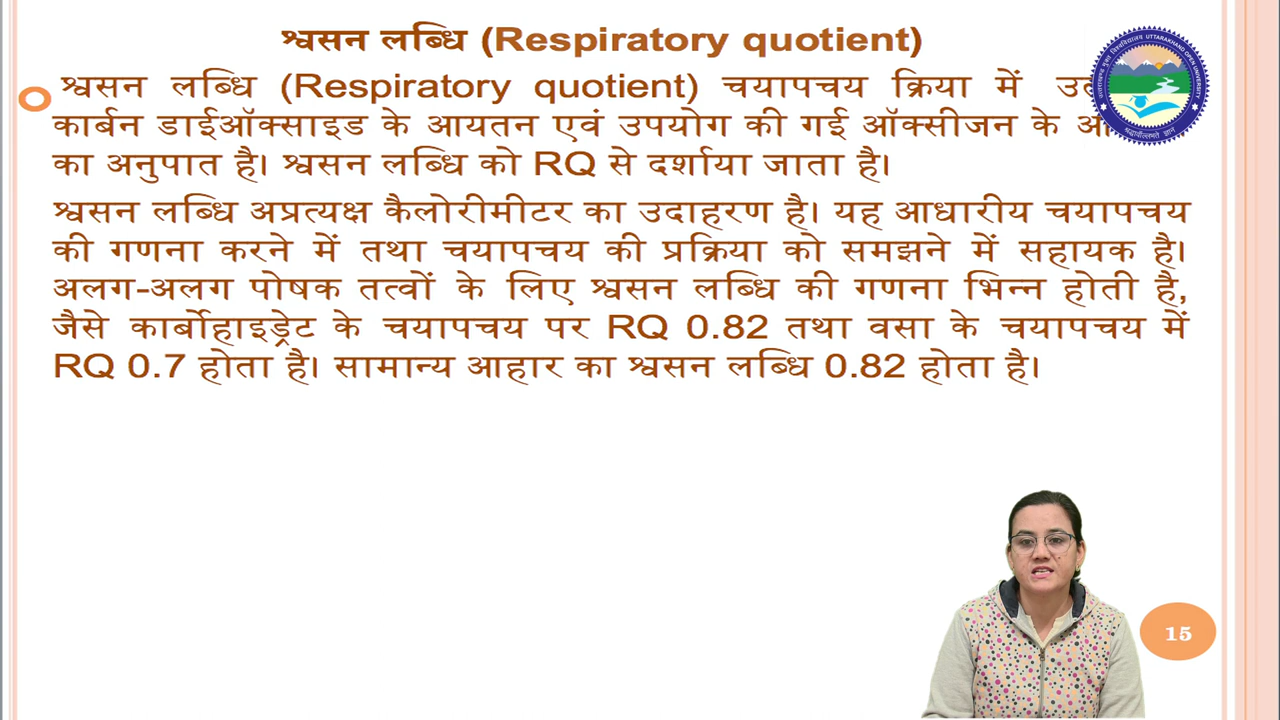 श्वसन लब्धि (Respiratory quotient)
श्वसन लब्धि (Respiratory quotient) चयापचय क्रिया में
कार्बन डाईऑक्साइड के आयतन एवं उपयोग की गई ऑक्सीजन के
का अनुपात है। श्वसन लब्धि को RQ से दर्शाया जाता है।
श्वसन लब्धि अप्रत्यक्ष कैलोरीमीटर का उदाहरण है। यह आधारीय चयापचय
की गणना करने में तथा चयापचय की प्रक्रिया को समझने में सहायक है।
अलग-अलग पोषक तत्वों के लिए श्वसन लब्धि की गणना भिन्न होती है,
जैसे कार्बोहाइड्रेट के चयापचय पर RQ 0.82 तथा वसा के चयापचय में
RQ 0.7 होता है। सामान्य आहार का श्वसन लब्धि 0.82 होता है।
UTTARAKHAND OPEN UNIVERSITY
15